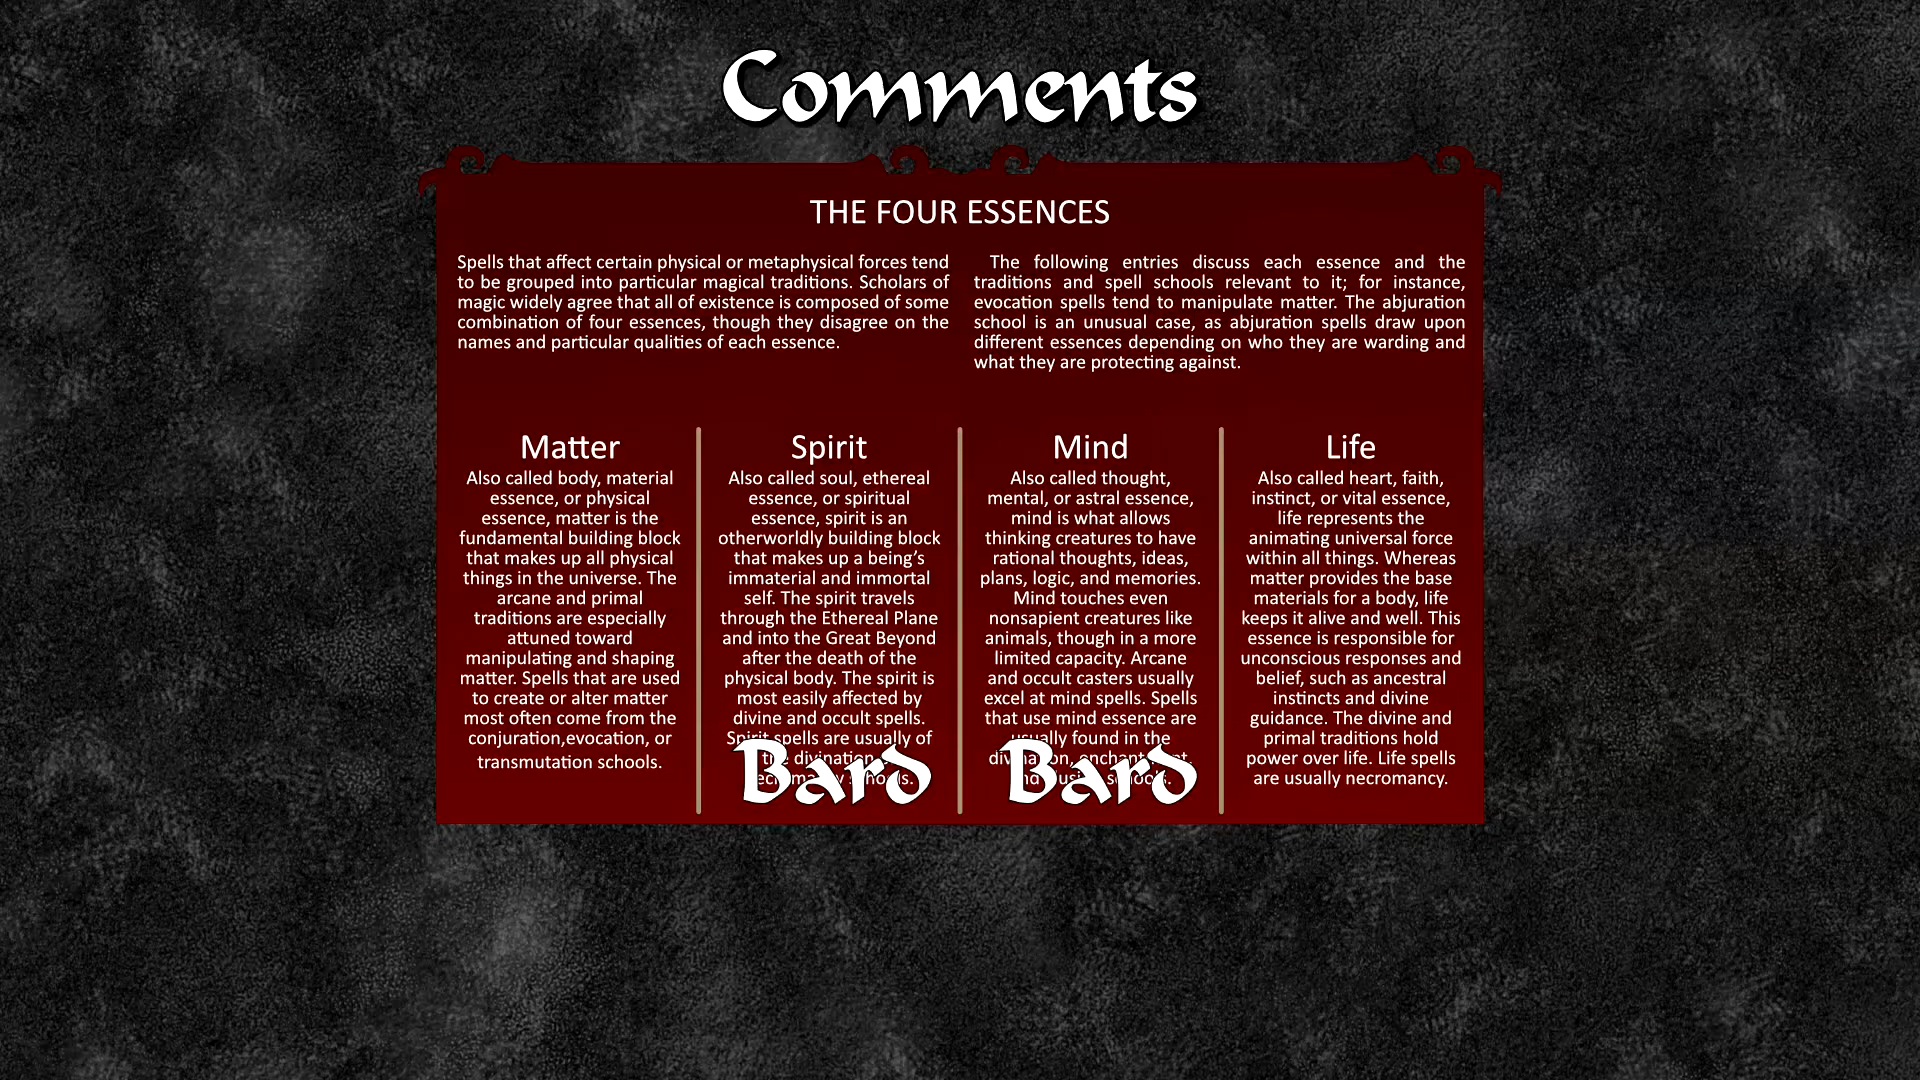 Comments
THE FOUR ESSENCES
Spells that affect certain physical or metaphysical forces tend
to be grouped into particular magical traditions. Scholars of
magic widely agree that all of existence is composed of some
combination of four essences, though they disagree on the
names and particular qualities of each essence.
The following entries discuss each essence and the
traditions and spell schools relevant to it; for instance,
evocation spells tend to manipulate matter. The abjuration
school is an unusual case, as abjuration spells draw upon
different essences depending on who they are warding and
what they are protecting against.
Matter
Also called body, material
essence, or physical
essence, matter is the
fundamental building block
that makes up all physical
things in the universe. The
arcane and primal
traditions are especially
attuned toward
manipulating and shaping
matter. Spells that are used
to create or alter matter
most often come from the
conjuration,evocation, or
transmutation schools.
Spirit
Also called soul, ethereal
essence, or spiritual
essence, spirit is an
otherworldly building block
that makes up a being's
immaterial and immortal
self. The spirit travels
through the Ethereal Plane
and into the Great Beyond
after the death of the
physical body. The spirit is
most easily affected by
divine and occult spells.
Spirit spells are usually of
the divination
Bard
Mind
Also called thought,
mental, or astral essence,
mind is what allows
thinking creatures to have
rational thoughts, ideas,
plans, logic, and memories.
Mind touches even
nonsapient creatures like
animals, though in a more
limited capacity. Arcane
and occult casters usually
excel at mind spells. Spells
that use mind essence are
usually found in the
Bard
Life
Also called heart, faith,
instinct, or vital essence,
life represents the
animating universal force
within all things. Whereas
matter provides the base
materials for a body, life
keeps it alive and well. This
essence is responsible for
unconscious responses and
belief, such as ancestral
instincts and divine
guidance. The divine and
primal traditions hold
power over life. Life spells
are usually necromancy.